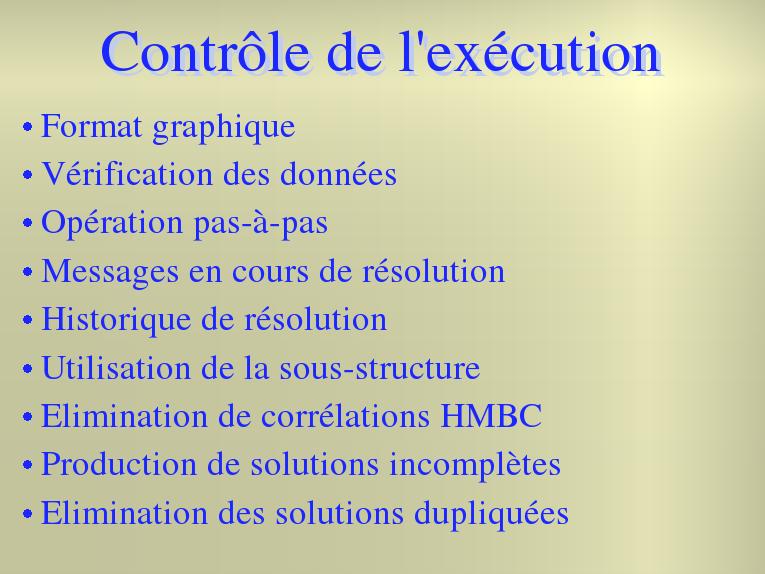 Contrôle de l'exécution
• Format graphique
• Vérification des données
• Opération pas-à-pas
• Messages en cours de résolution
• Historique de résolution
• Utilisation de la sous-structure
• Elimination de corrélations HMBC
• Production de solutions incomplètes
• Elimination des solutions dupliquées